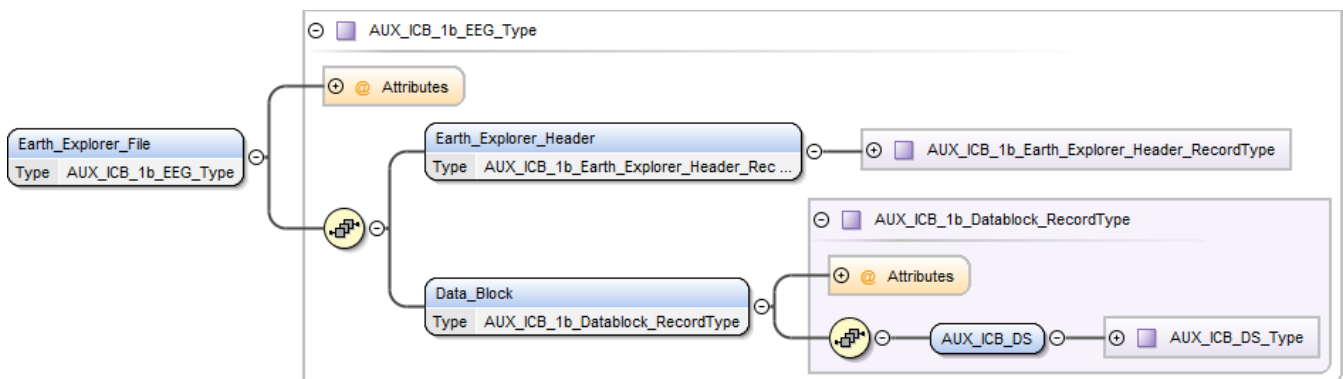 AUX_ICB_1b_EEG_Type
@ Attributes
Earth_Explorer_File
Type AUX_ICB_1b_EEG_Type
Earth_Explorer_Header
Type AUX_ICB_1b_Earth_Explorer_Header_Rec ...
AUX_ICB_1b_Earth_Explorer_Header_RecordType
AUX_ICB_1b_Datablock_RecordType
@ Attributes
Data_Block
Type AUX_ICB_1b_Datablock_RecordType
AUX_ICB_DS
AUX_ICB_DS_Type